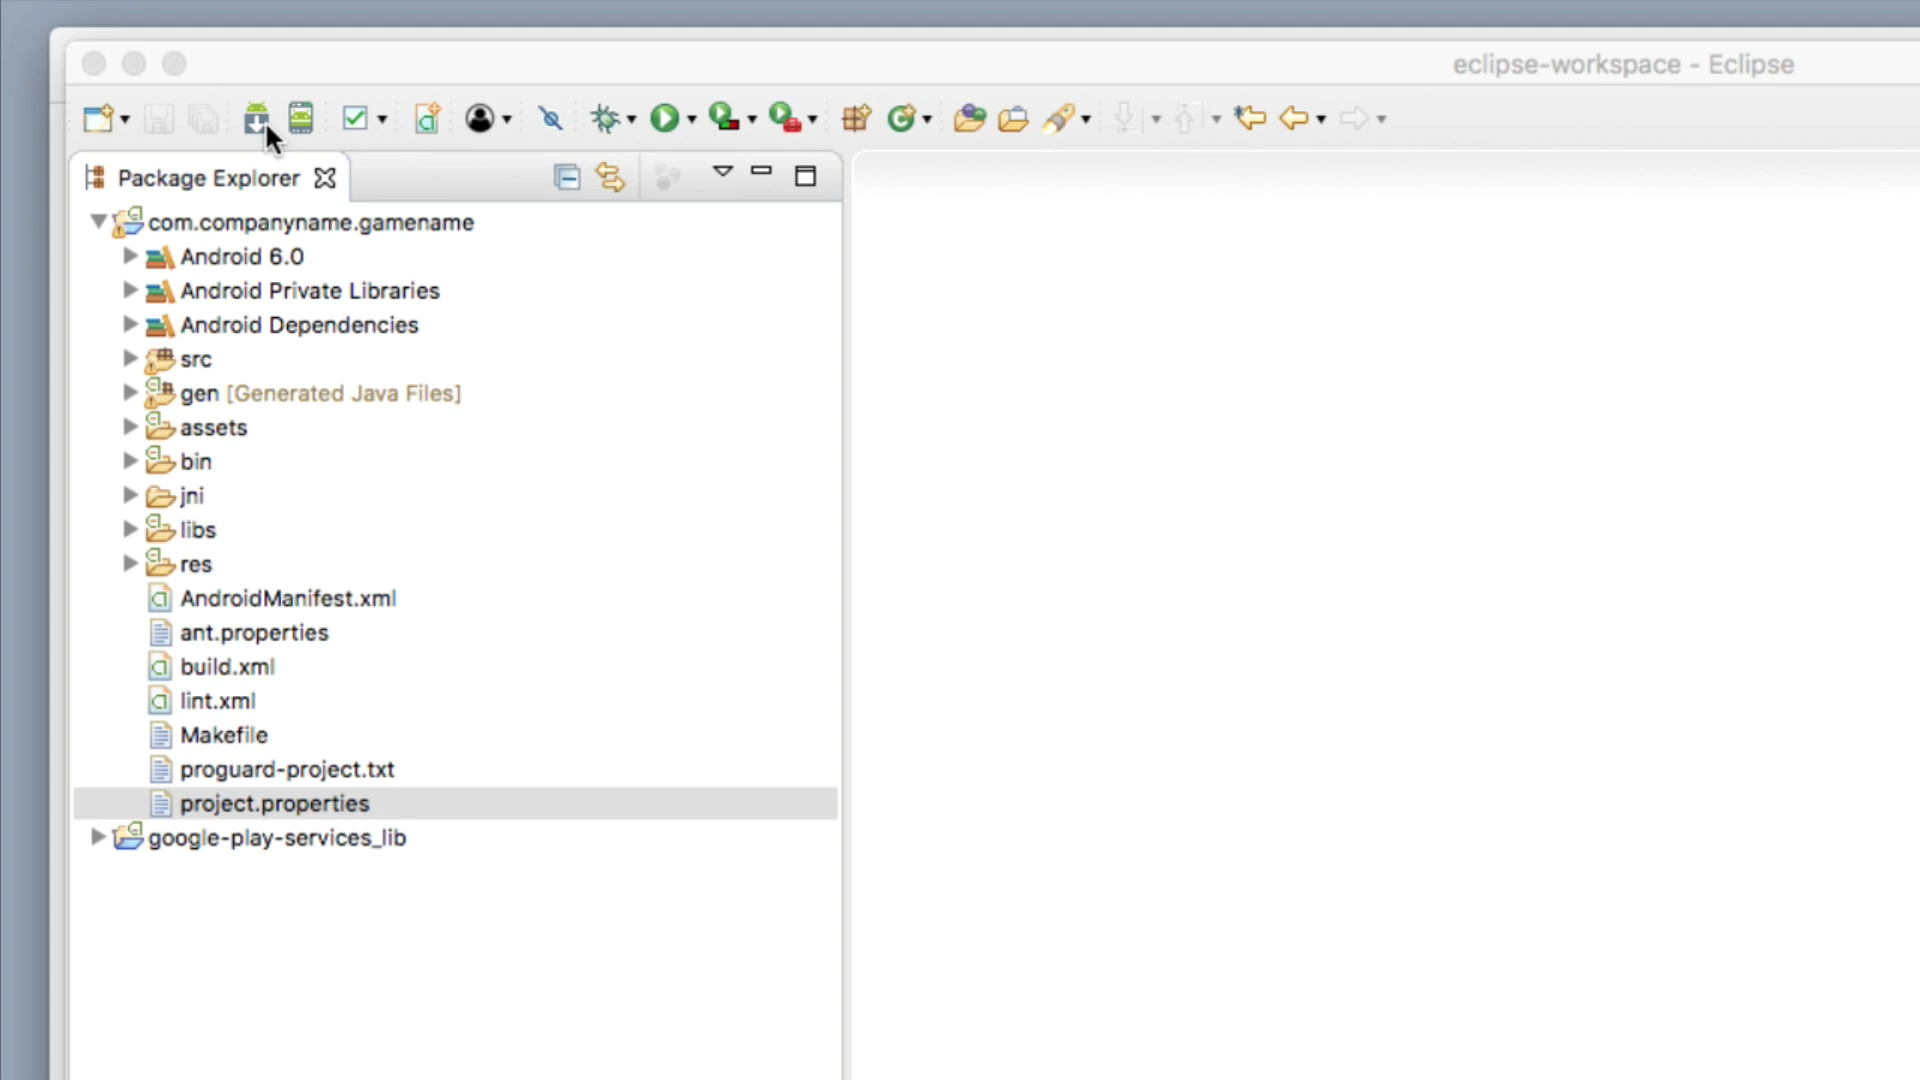 eclipse-workspace - Eclipse
Package Explorer
com.companyname.gamename
Android 6.0
Android Private Libraries
Android Dependencies
src
gen [Generated Java Files]
assets
bin
jni
libs
res
AndroidManifest.xml
ant.properties
build.xml
lint.xml
Makefile
proguard-project.txt
project.properties
google-play-services_lib